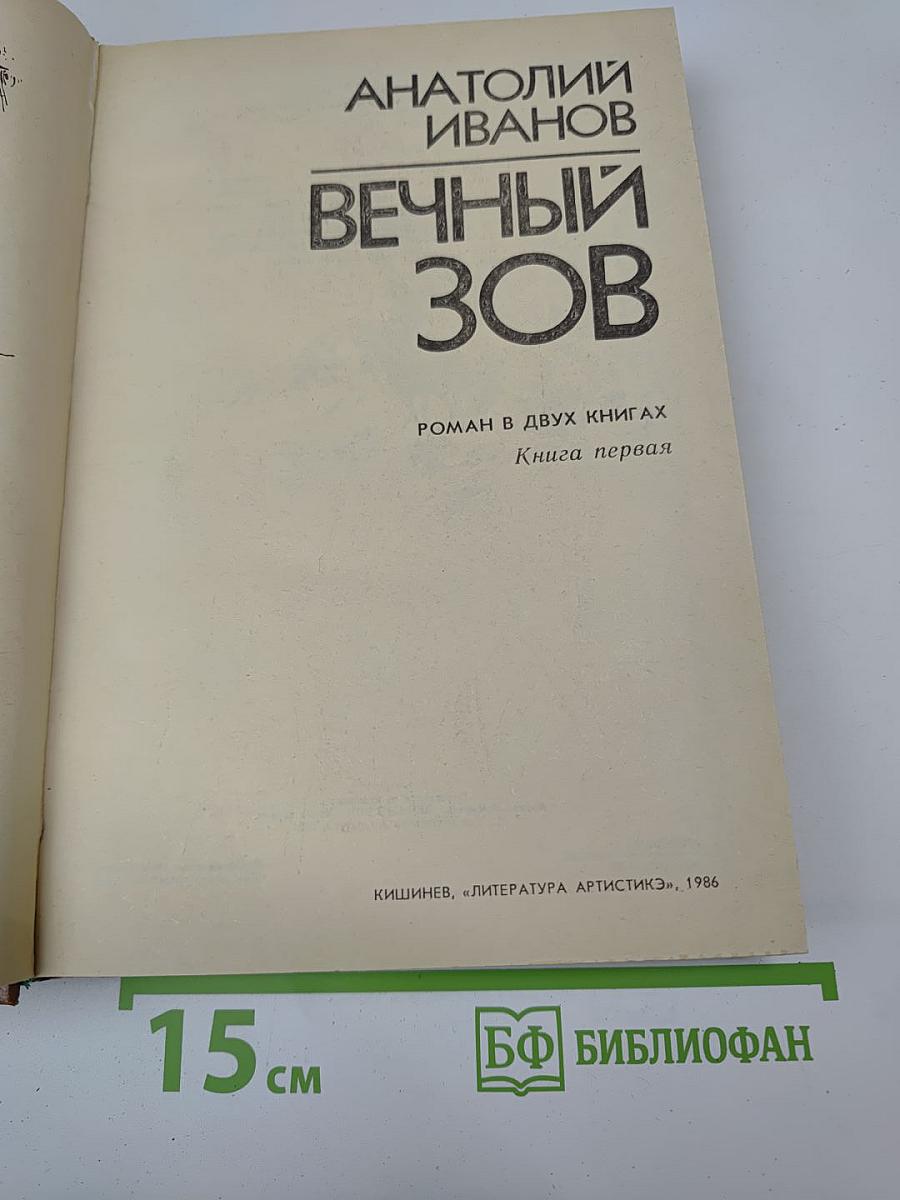 АНАТОЛИЙ
ИВАНОВ
ВЕЧНЫЙ
ЗОВ
РОМАН В ДВУХ КНИГАХ
Книга первая
КИШИНЕВ, «ЛИТЕРАТУРА АРТИСТИКЭ», 1986
15 см
БФ БИБЛИОФАН